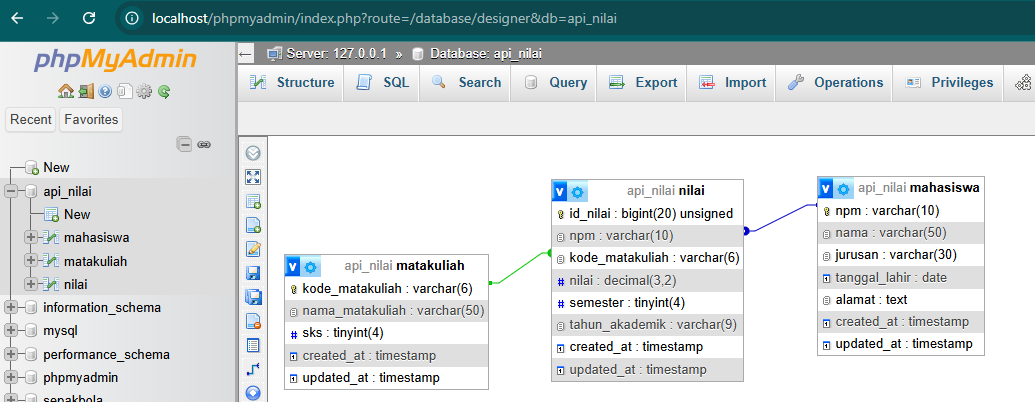 localhost/phpmyadmin/index.php?route=/database/designer&db=api_nilai
phpMyAdmin
Recent Favorites
New
api_nilai
New
mahasiswa
matakuliah
nilai
information_schema
mysql
performance_schema
phpmyadmin
sepakbola
Server: 127.0.0.1 » Database: api_nilai
Structure SQL Search Query Export Import Operations Privileges
V api_nilai matakuliah
kode_matakuliah : varchar(6)
nama_matakuliah : varchar(50)
# sks : tinyint(4)
created_at : timestamp
updated_at : timestamp
V api_nilai nilai
id_nilai : bigint(20) unsigned
npm : varchar(10)
kode_matakuliah : varchar(6)
# nilai : decimal(3,2)
# semester : tinyint(4)
tahun_akademik : varchar(9)
created_at : timestamp
updated_at : timestamp
V api_nilai mahasiswa
npm : varchar(10)
nama : varchar(50)
jurusan : varchar(30)
tanggal_lahir : date
alamat : text
created_at : timestamp
updated_at : timestamp